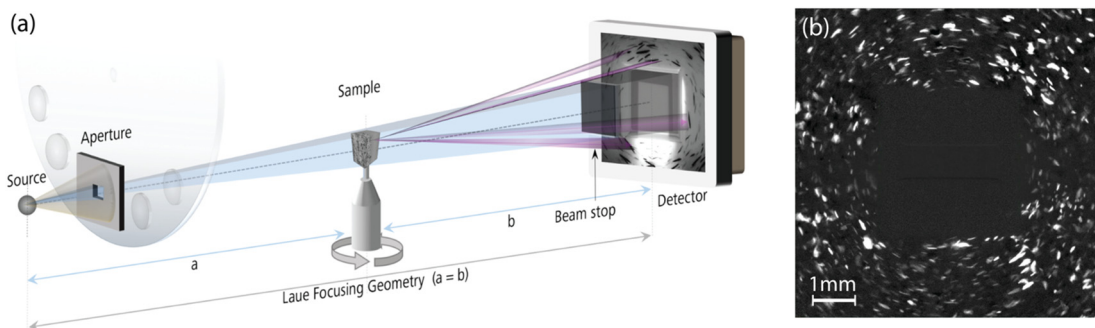 (a)
Sample
Aperture
Source
Beam stop
Detector
a
b
Laue Focusing Geometry (a = b)
(b)
1mm